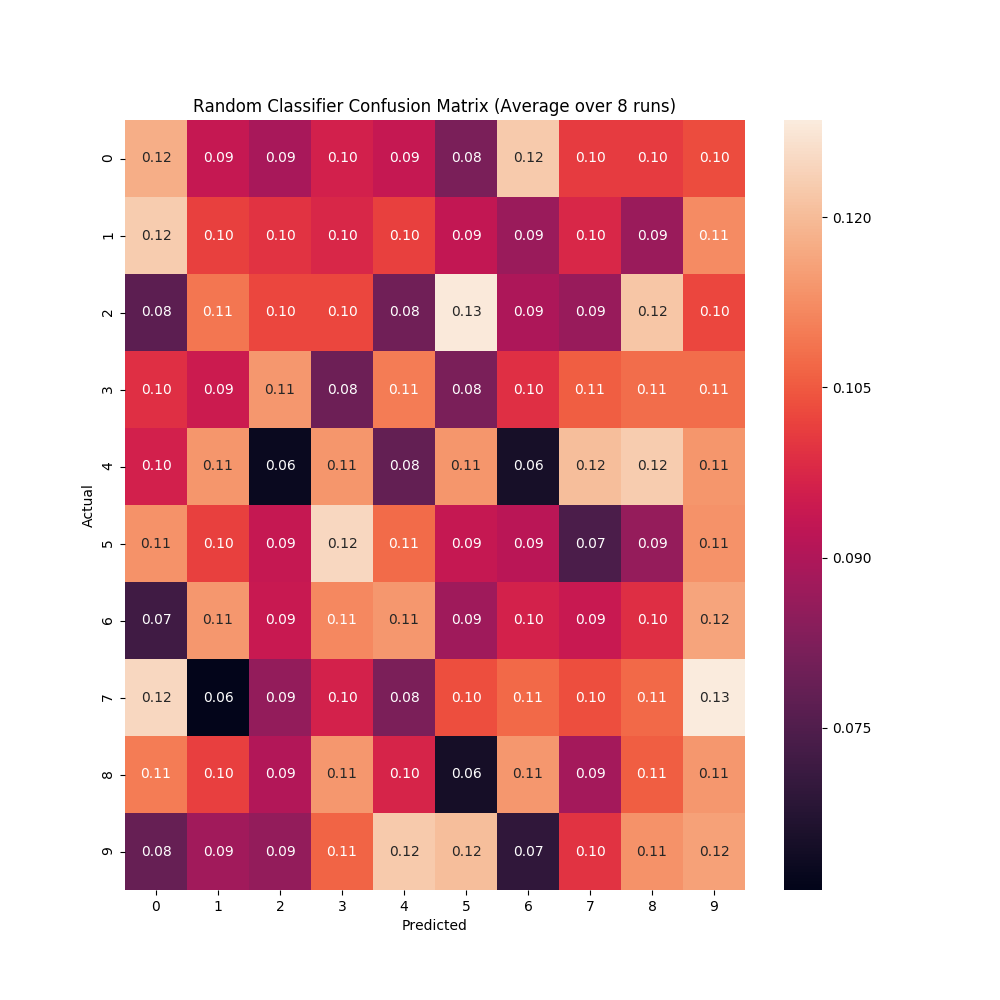 Random Classifier Confusion Matrix (Average over 8 runs)
0 0.12 0.09 0.09 0.10 0.09 0.08 0.12 0.10 0.10 0.10
1 0.12 0.10 0.10 0.10 0.10 0.09 0.09 0.10 0.09 0.11
2 0.08 0.11 0.10 0.10 0.08 0.13 0.09 0.09 0.12 0.10
3 0.10 0.09 0.11 0.08 0.11 0.08 0.10 0.11 0.11 0.11
4 0.10 0.11 0.06 0.11 0.08 0.11 0.06 0.12 0.12 0.11
5 0.11 0.10 0.09 0.12 0.11 0.09 0.09 0.07 0.09 0.11
6 0.07 0.11 0.09 0.11 0.11 0.09 0.10 0.09 0.10 0.12
7 0.12 0.06 0.09 0.10 0.08 0.10 0.11 0.10 0.11 0.13
8 0.11 0.10 0.09 0.11 0.10 0.06 0.11 0.09 0.11 0.11
9 0.08 0.09 0.09 0.11 0.12 0.12 0.07 0.10 0.11 0.12
0 1 2 3 4 5 6 7 8 9
Predicted
Actual
0.120
0.105
0.090
0.075